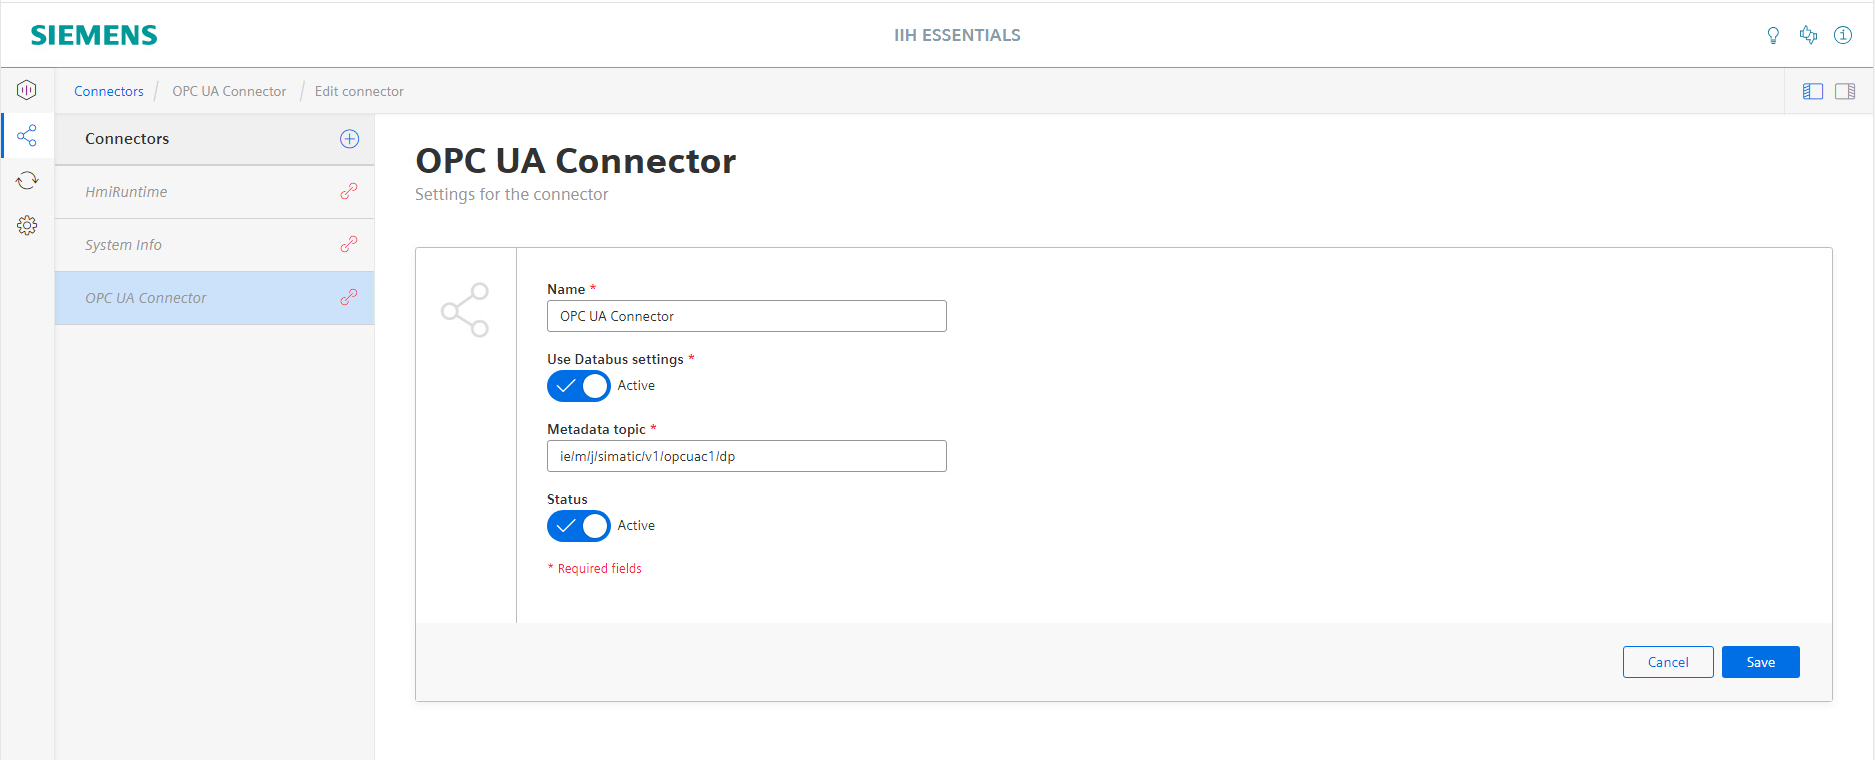 SIEMENS
IIH ESSENTIALS
Connectors / OPC UA Connector / Edit connector
Connectors
HmiRuntime
System Info
OPC UA Connector
OPC UA Connector
Settings for the connector
Name *
OPC UA Connector
Use Databus settings *
Active
Metadata topic *
ie/m/j/simatic/v1/opcuac1/dp
Status
Active
* Required fields
Cancel
Save